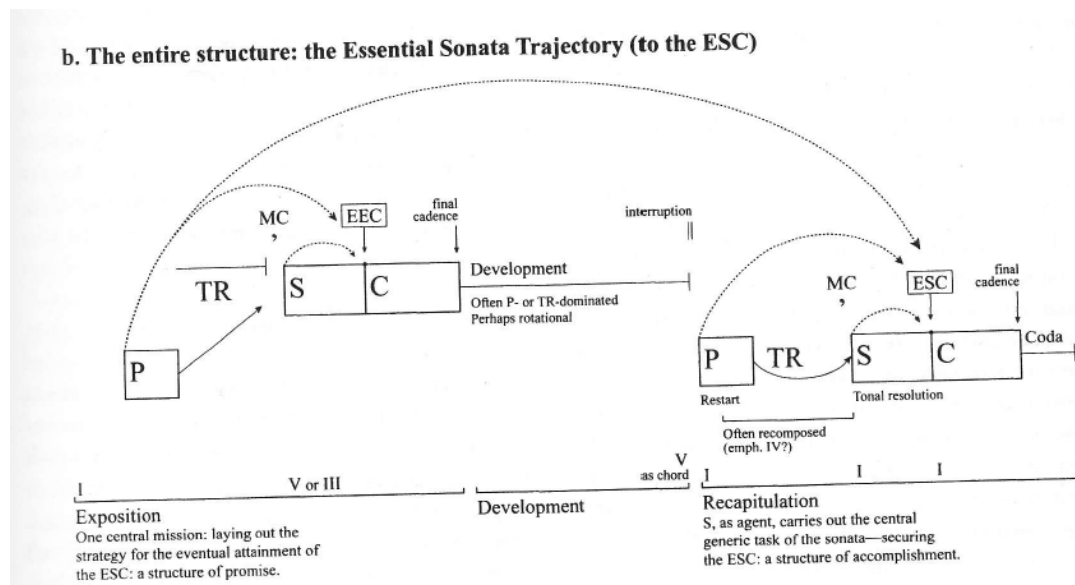 b. The entire structure: the Essential Sonata Trajectory (to the ESC)
MC
,
EEC
final
cadence
interruption
TR
S
C
Development
Often P- or TR-dominated
Perhaps rotational
P
MC
,
ESC
final
cadence
P
TR
S
C
Coda
Restart
Tonal resolution
Often recomposed
(emph. IV?)
I
V or III
V
as chord
I
I
I
Exposition
One central mission: laying out the
strategy for the eventual attainment of
the ESC: a structure of promise.
Development
Recapitulation
S, as agent, carries out the central
generic task of the sonata—securing
the ESC: a structure of accomplishment.